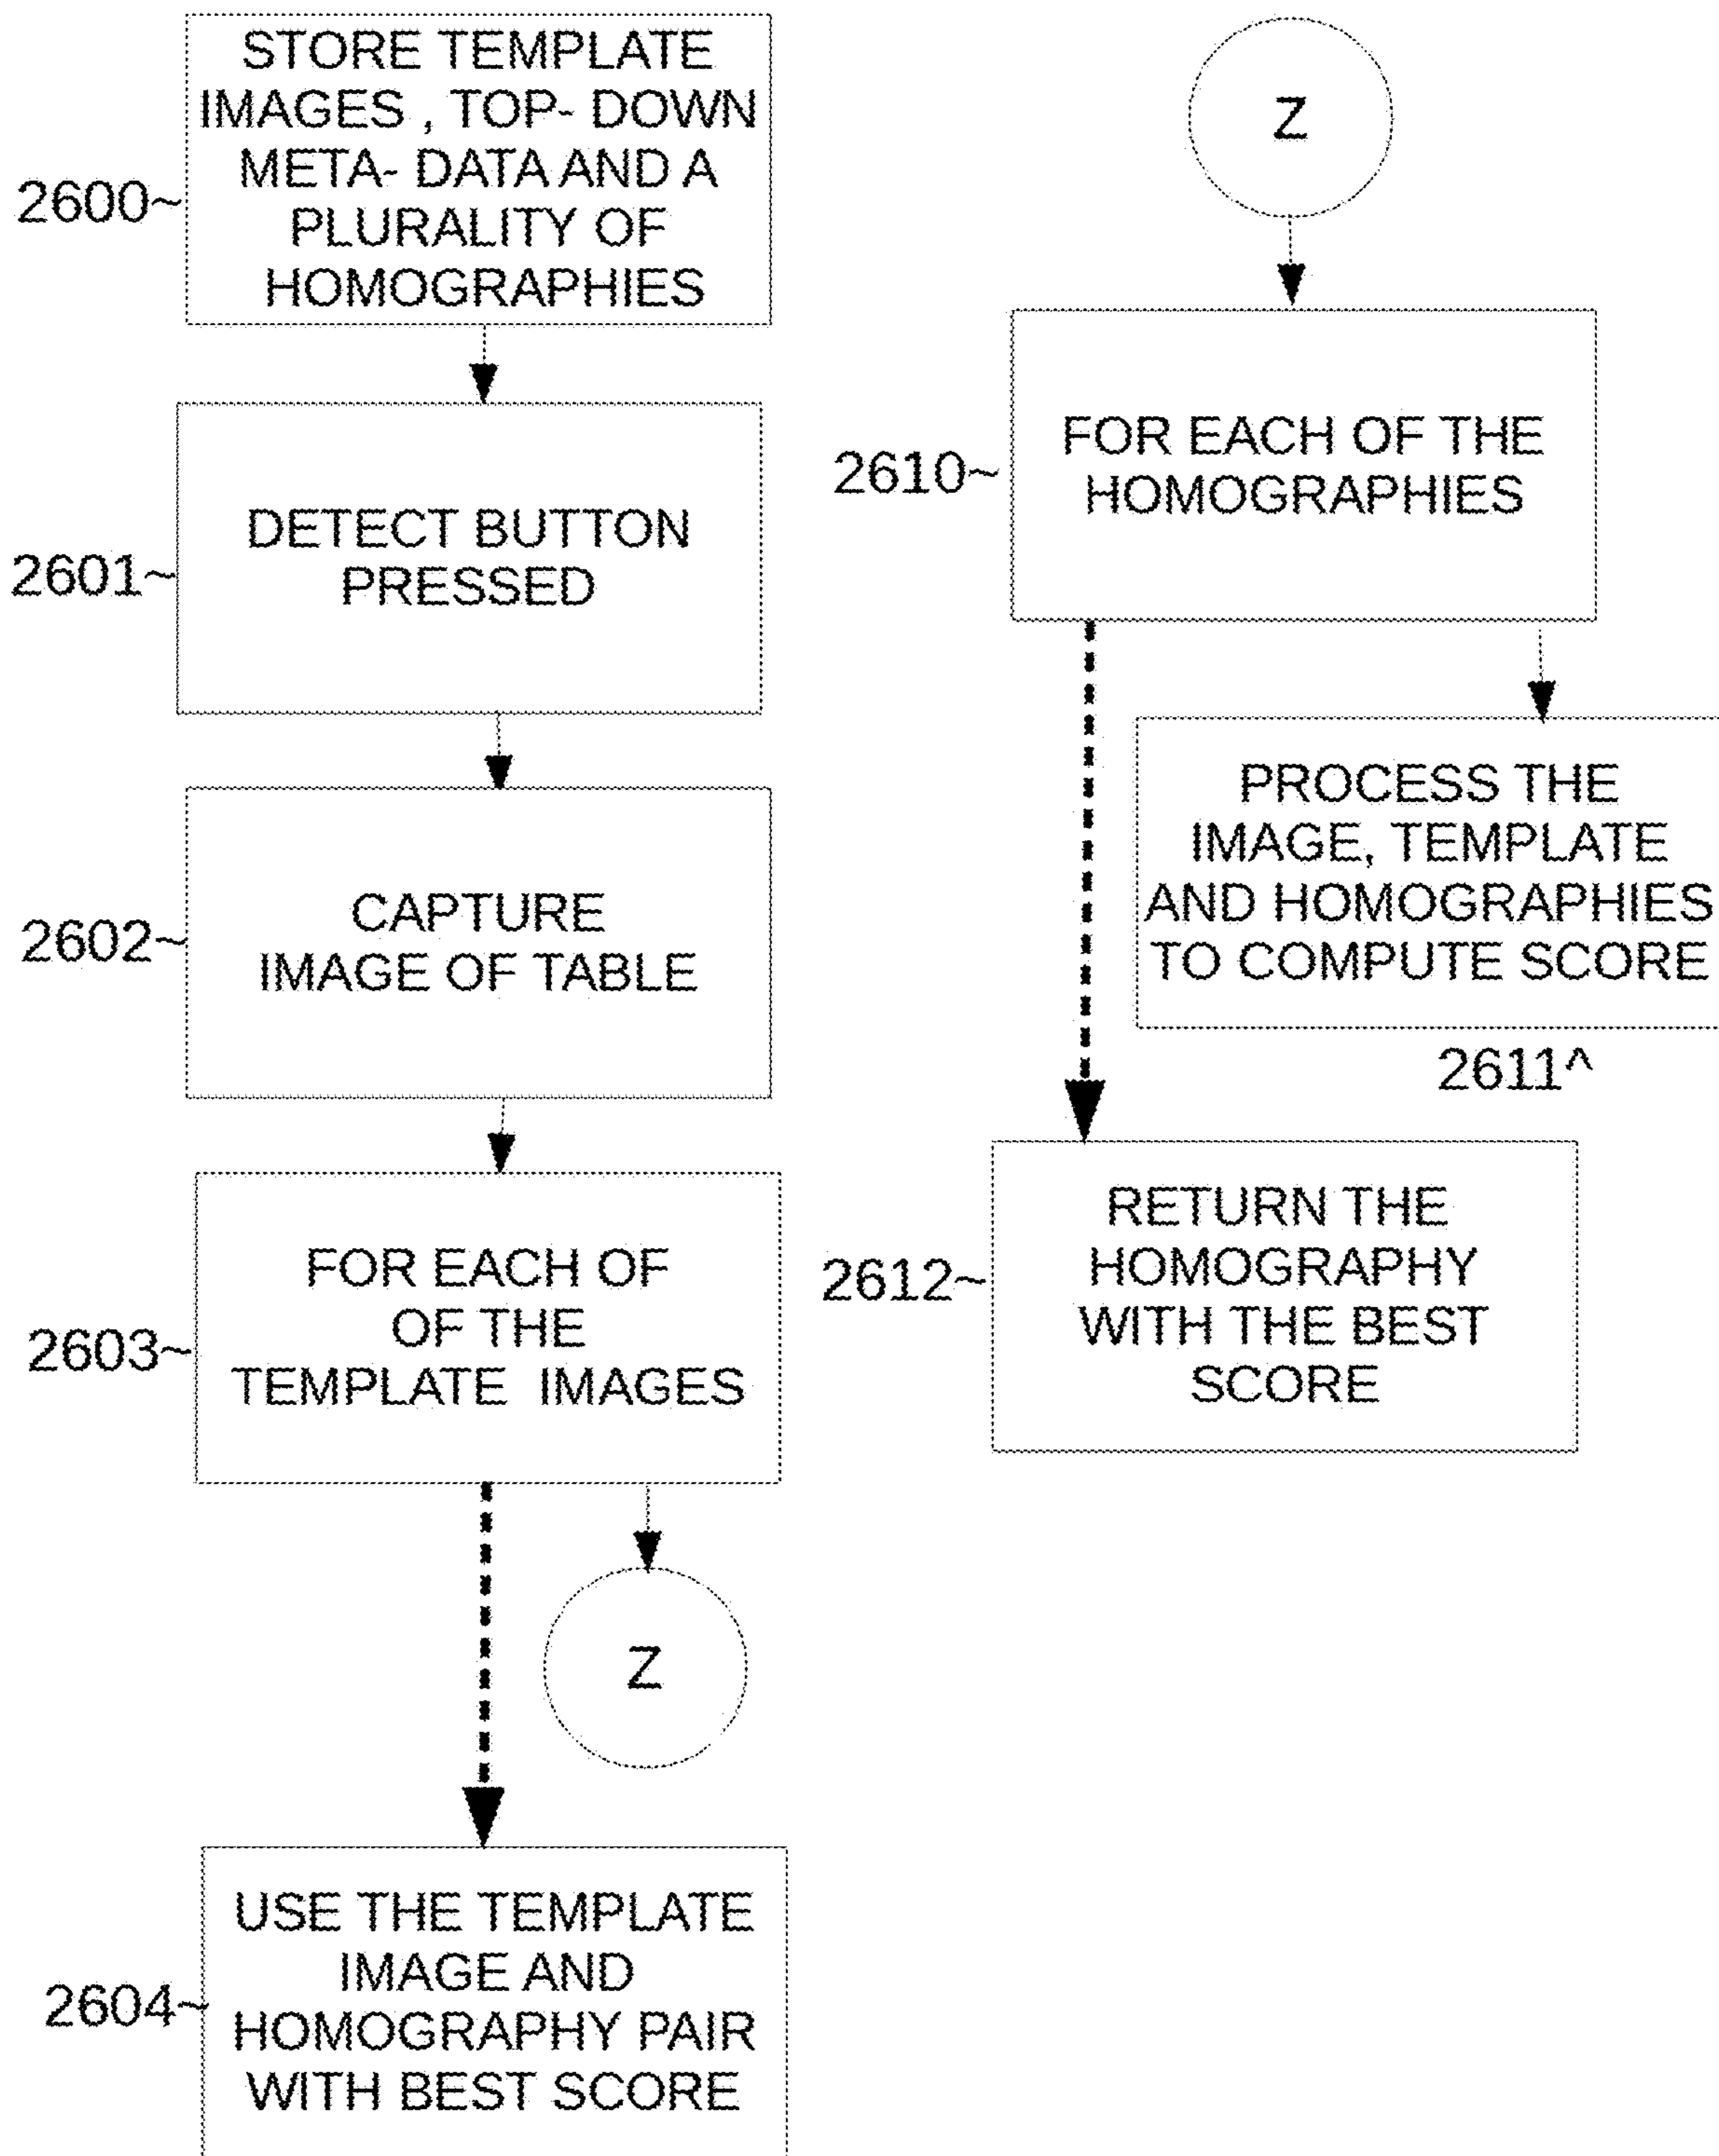 STORE TEMPLATE
IMAGES , TOP- DOWN
META- DATA AND A
PLURALITY OF
HOMOGRAPHIES
2600~
DETECT BUTTON
PRESSED
2601~
CAPTURE
IMAGE OF TABLE
2602~
FOR EACH OF
OF THE
TEMPLATE IMAGES
2603~
Z
USE THE TEMPLATE
IMAGE AND
HOMOGRAPHY PAIR
WITH BEST SCORE
2604~
Z
FOR EACH OF THE
HOMOGRAPHIES
2610~
PROCESS THE
IMAGE, TEMPLATE
AND HOMOGRAPHIES
TO COMPUTE SCORE
2611^
RETURN THE
HOMOGRAPHY
WITH THE BEST
SCORE
2612~